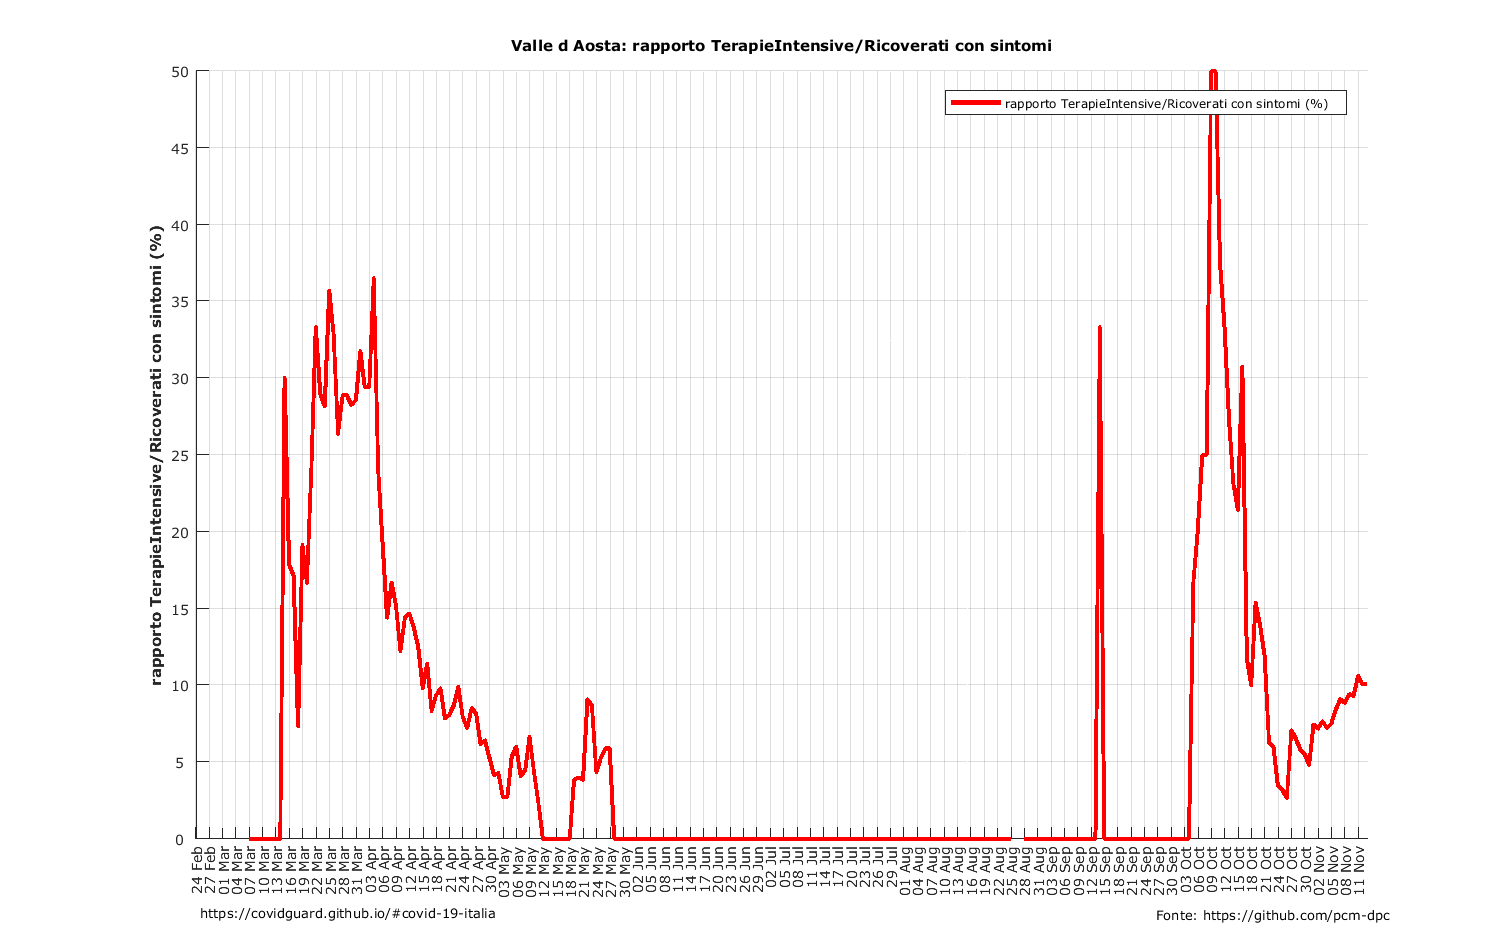 Valle d Aosta: rapporto TerapieIntensive/Ricoverati con sintomi
rapporto TerapieIntensive/Ricoverati con sintomi (%)
rapporto TerapieIntensive/Ricoverati con sintomi (%)
50
45
40
35
30
25
20
15
10
5
0
24 Feb
27 Feb
01 Mar
04 Mar
07 Mar
10 Mar
13 Mar
16 Mar
19 Mar
22 Mar
25 Mar
28 Mar
31 Mar
03 Apr
06 Apr
09 Apr
12 Apr
15 Apr
18 Apr
21 Apr
24 Apr
27 Apr
30 Apr
03 May
06 May
09 May
12 May
15 May
18 May
21 May
24 May
27 May
30 May
02 Jun
05 Jun
08 Jun
11 Jun
14 Jun
17 Jun
20 Jun
23 Jun
26 Jun
29 Jun
02 Jul
05 Jul
08 Jul
11 Jul
14 Jul
17 Jul
20 Jul
23 Jul
26 Jul
29 Jul
01 Aug
04 Aug
07 Aug
10 Aug
13 Aug
16 Aug
19 Aug
22 Aug
25 Aug
28 Aug
31 Aug
03 Sep
06 Sep
09 Sep
12 Sep
15 Sep
18 Sep
21 Sep
24 Sep
27 Sep
30 Sep
03 Oct
06 Oct
09 Oct
12 Oct
15 Oct
18 Oct
21 Oct
24 Oct
27 Oct
30 Oct
02 Nov
05 Nov
08 Nov
11 Nov
https://covidguard.github.io/#covid-19-italia
Fonte: https://github.com/pcm-dpc